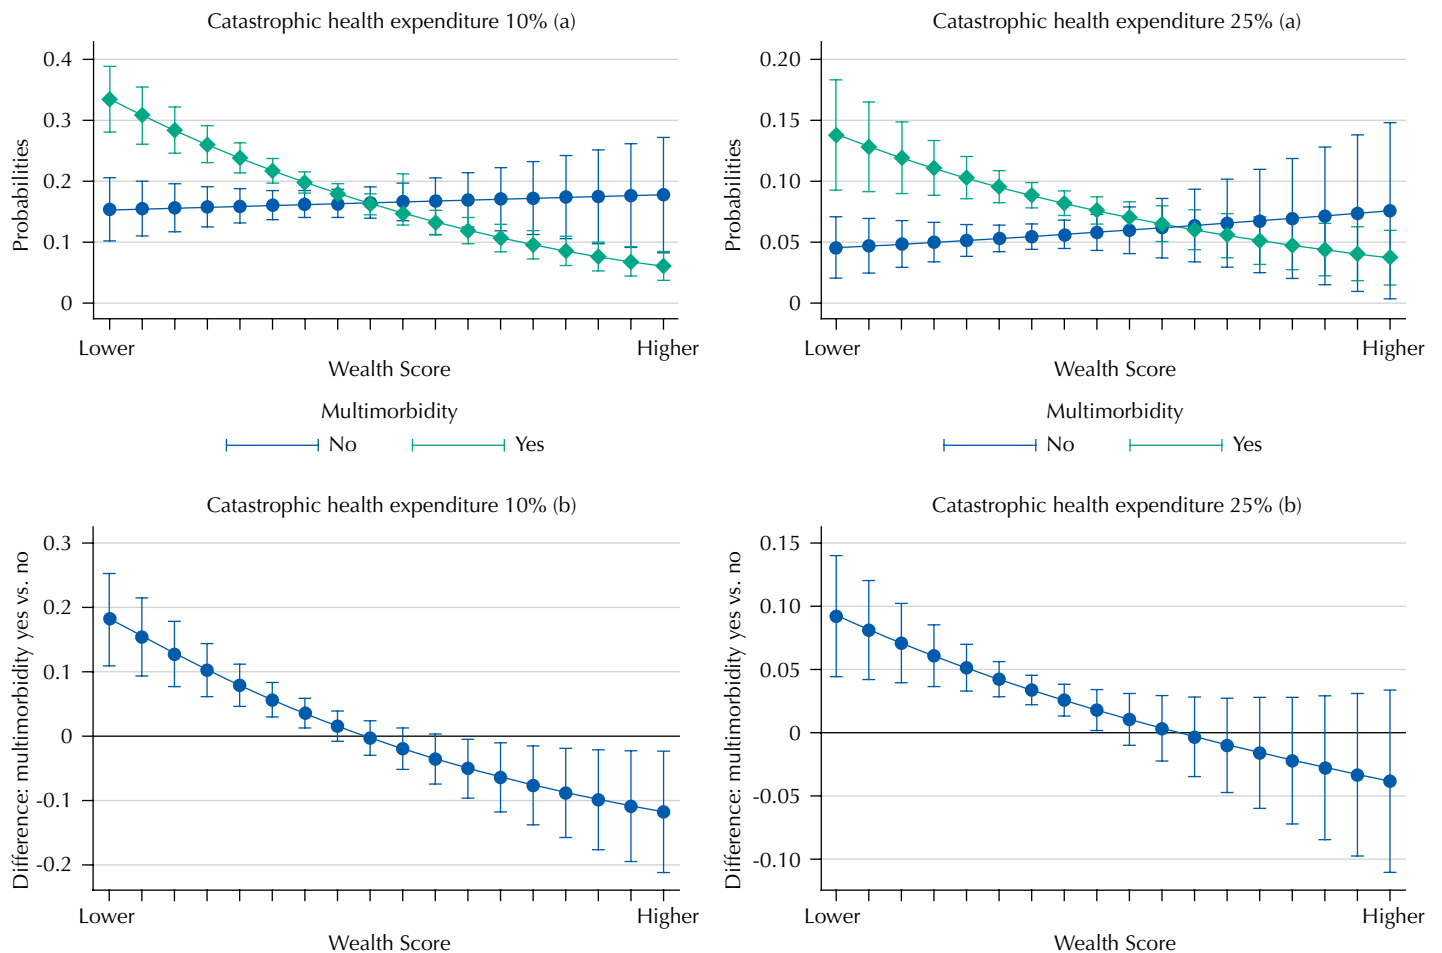 Catastrophic health expenditure 10% (a)
0.4
0.3
0.2
0.1
0
Probabilities
Lower
Higher
Wealth Score
Multimorbidity
No
Yes
Catastrophic health expenditure 25% (a)
0.20
0.15
0.10
0.05
0
Probabilities
Lower
Higher
Wealth Score
Multimorbidity
No
Yes
Catastrophic health expenditure 10% (b)
0.3
0.2
0.1
0
-0.1
-0.2
Difference: multimorbidity yes vs. no
Lower
Higher
Wealth Score
Catastrophic health expenditure 25% (b)
0.15
0.10
0.05
0
-0.05
-0.10
Difference: multimorbidity yes vs. no
Lower
Higher
Wealth Score